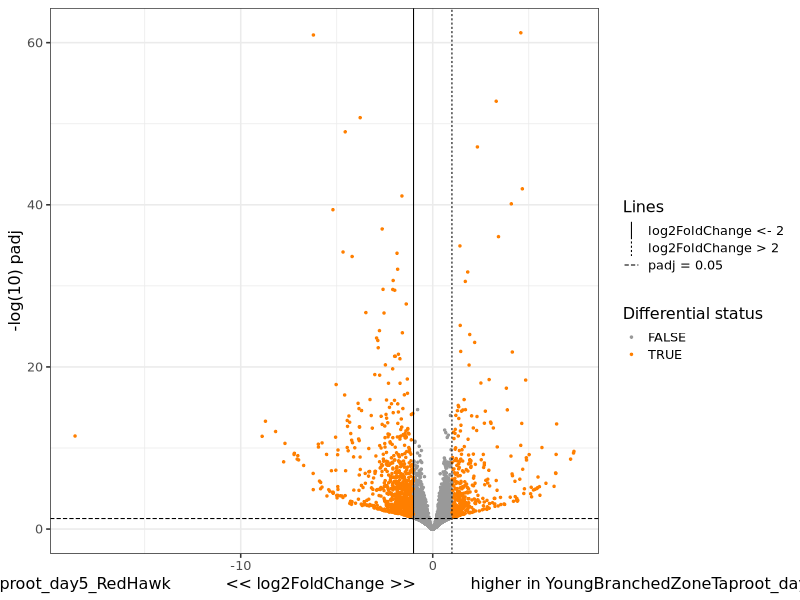 60
40
20
0
-log(10) padj
-10
0
proot_day5_RedHawk << log2FoldChange >> higher in YoungBranchedZoneTaproot_da
Lines
log2FoldChange <- 2
log2FoldChange > 2
padj = 0.05
Differential status
FALSE
TRUE